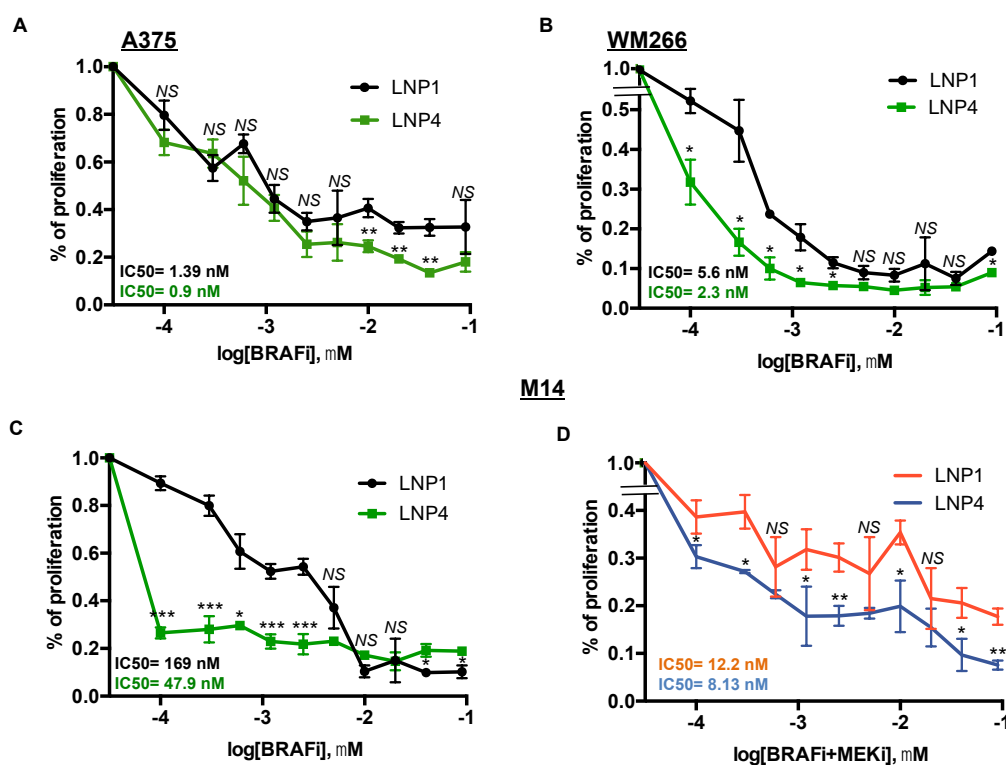 A
A375
% of proliferation
1.0
0.8
0.6
0.4
0.2
0.0
NS
NS
NS
NS
NS
NS
**
**
**
NS
LNP1
LNP4
IC50= 1.39 nM
IC50= 0.9 nM
-4
-3
-2
-1
log[BRAFi], mM
B
WM266
% of proliferation
1.0
0.5
0.4
0.3
0.2
0.1
0.0
*
*
*
*
*
NS
NS
NS
NS
*
LNP1
LNP4
IC50= 5.6 nM
IC50= 2.3 nM
-4
-3
-2
-1
log[BRAFi], mM
M14
C
% of proliferation
1.0
0.8
0.6
0.4
0.2
0.0
***
***
*
***
***
NS
NS
NS
*
*
LNP1
LNP4
IC50= 169 nM
IC50= 47.9 nM
-4
-3
-2
-1
log[BRAFi], mM
D
% of proliferation
1.0
0.4
0.3
0.2
0.1
0.0
*
*
NS
*
**
NS
*
NS
*
**
LNP1
LNP4
IC50= 12.2 nM
IC50= 8.13 nM
-4
-3
-2
-1
log[BRAFi+MEKi], mM